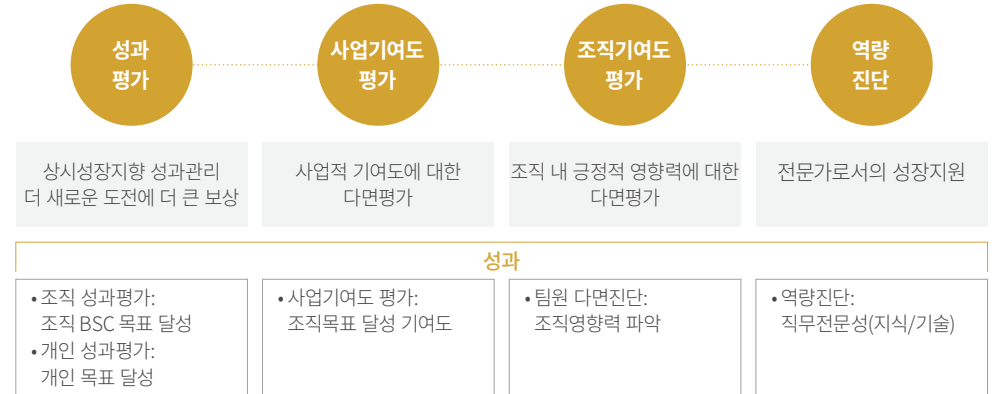 성과
평가
사업기여도
평가
조직기여도
평가
역량
진단
상시성장지향 성과관리
더 새로운 도전에 더 큰 보상
사업적 기여도에 대한
다면평가
조직 내 긍정적 영향력에 대한
다면평가
전문가로서의 성장지원
성과
• 조직 성과평가:
조직 BSC 목표 달성
• 개인 성과평가:
개인 목표 달성
• 사업기여도 평가:
조직목표 달성 기여도
• 팀원 다면진단:
조직영향력 파악
• 역량진단:
직무전문성(지식/기술)